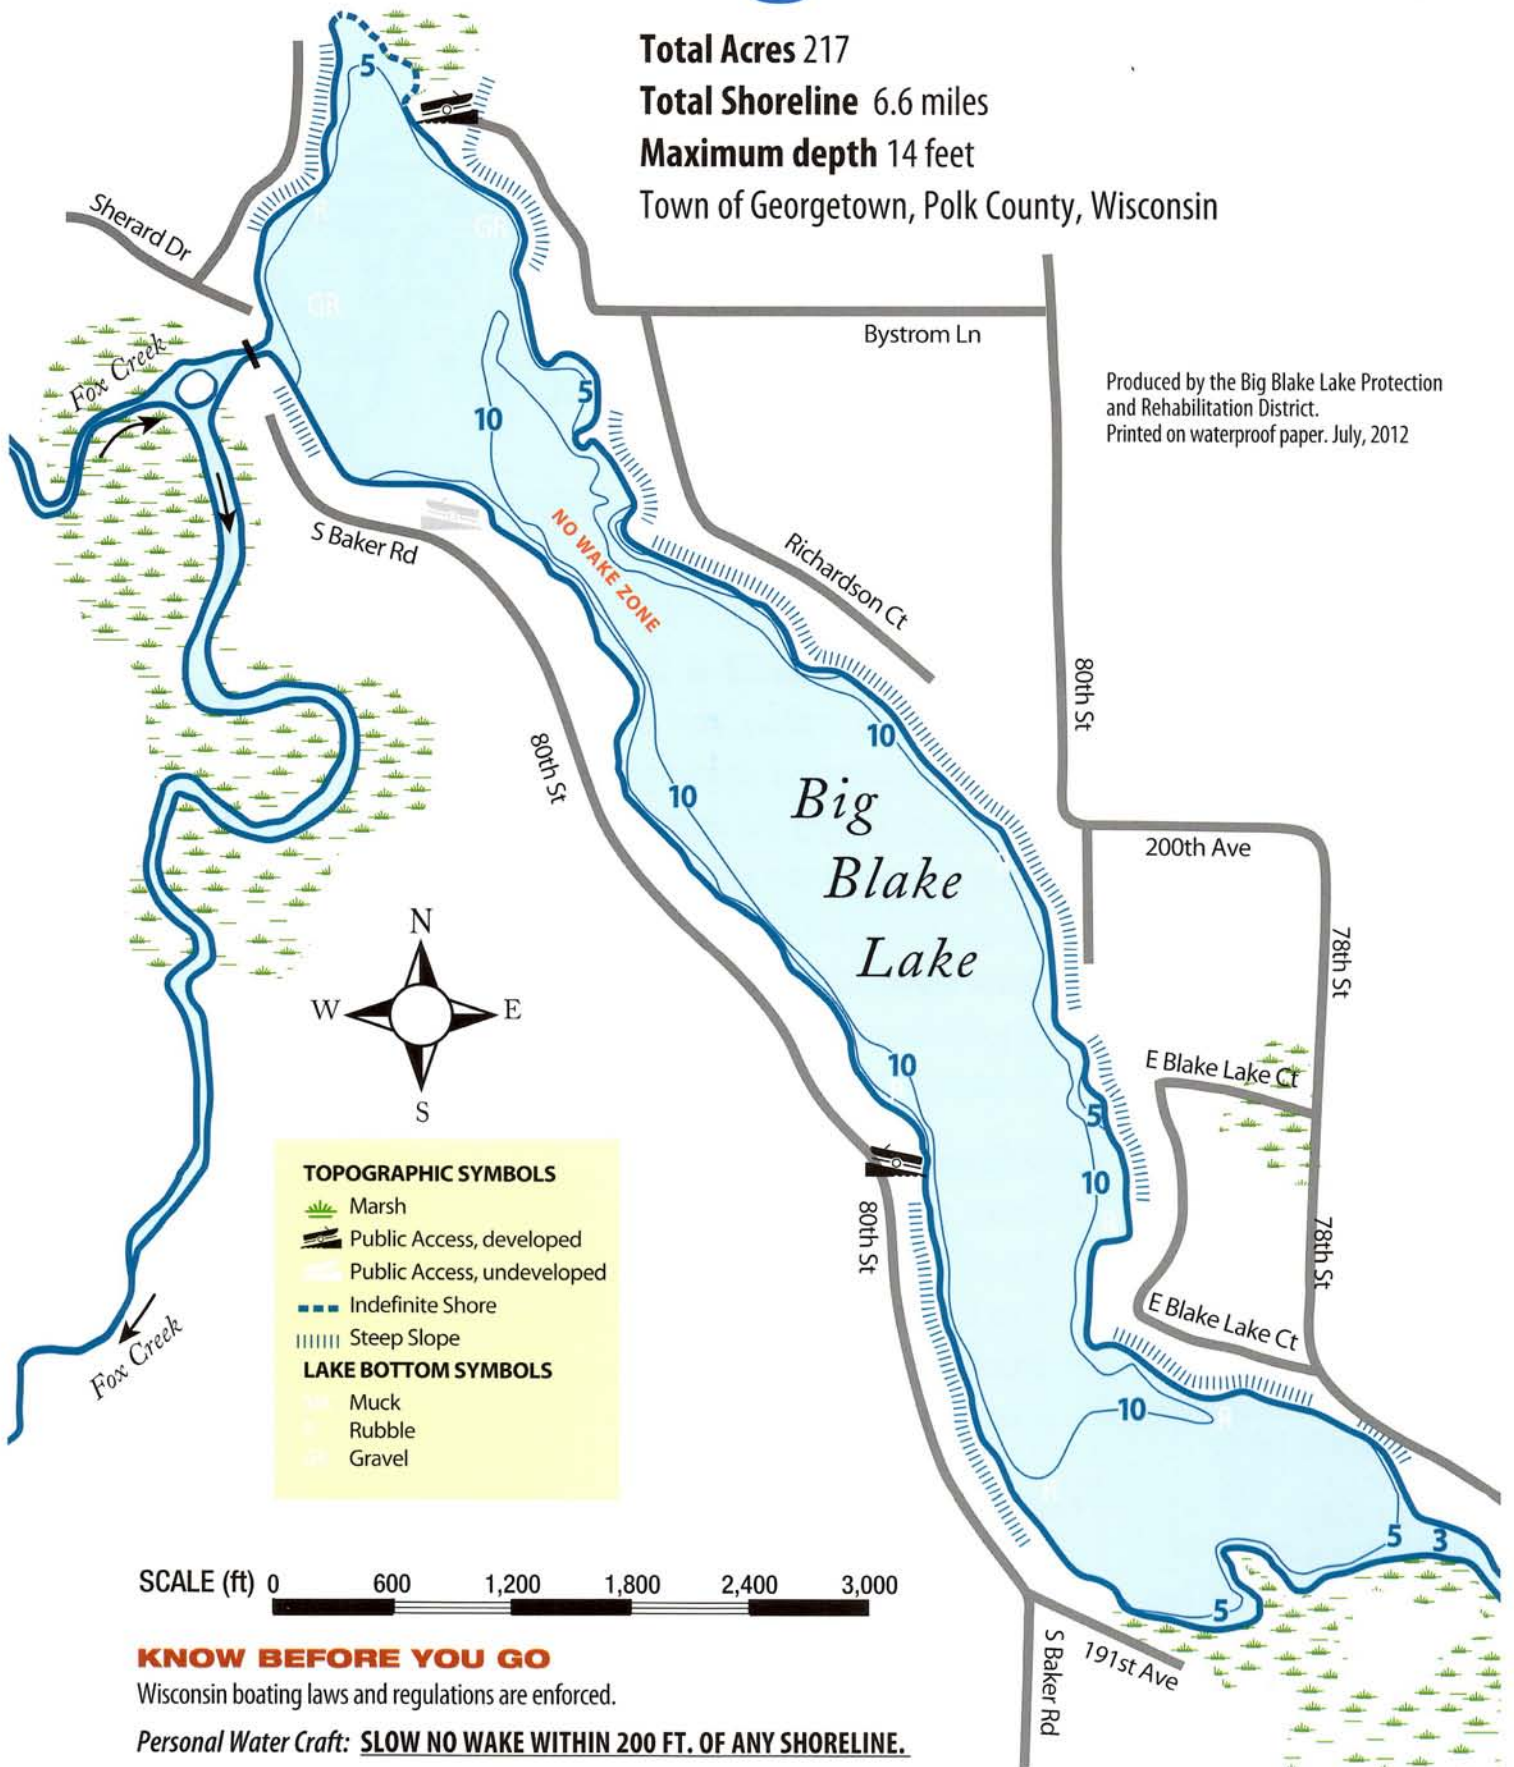 Total Acres 217
Total Shoreline 6.6 miles
Maximum depth 14 feet
Town of Georgetown, Polk County, Wisconsin
5
Sherard Dr
R
GR
GR
Bystrom Ln
Fox Creek
Produced by the Big Blake Lake Protection
and Rehabilitation District.
Printed on waterproof paper. July, 2012
5
10
NO WAKE ZONE
S Baker Rd
Richardson Ct
80th St
10
80th St
10
Big
Blake
Lake
200th Ave
78th St
N
W
E
S
10
E Blake Lake Ct
5
10
80th St
78th St
E Blake Lake Ct
Fox Creek
TOPOGRAPHIC SYMBOLS
Marsh
Public Access, developed
Public Access, undeveloped
Indefinite Shore
Steep Slope
LAKE BOTTOM SYMBOLS
Muck
Rubble
Gravel
10
R
R
5
3
5
SCALE (ft) 0 600 1,200 1,800 2,400 3,000
S Baker Rd
191st Ave
KNOW BEFORE YOU GO
Wisconsin boating laws and regulations are enforced.
Personal Water Craft: SLOW NO WAKE WITHIN 200 FT. OF ANY SHORELINE.